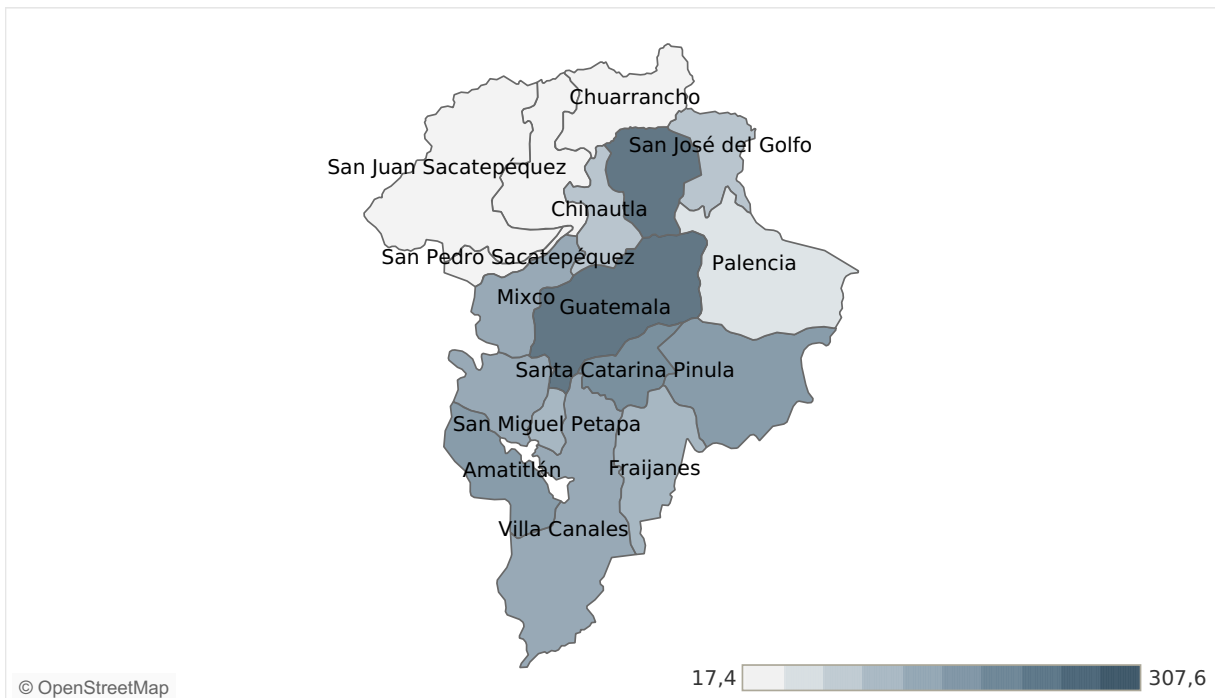 Chuarrancho
San José del Golfo
San Juan Sacatepéquez
Chinautla
San Pedro Sacatepéquez
Palencia
Mixco
Guatemala
Santa Catarina Pinula
San Miguel Petapa
Amatitlán
Fraijanes
Villa Canales
17,4
307,6
© OpenStreetMap